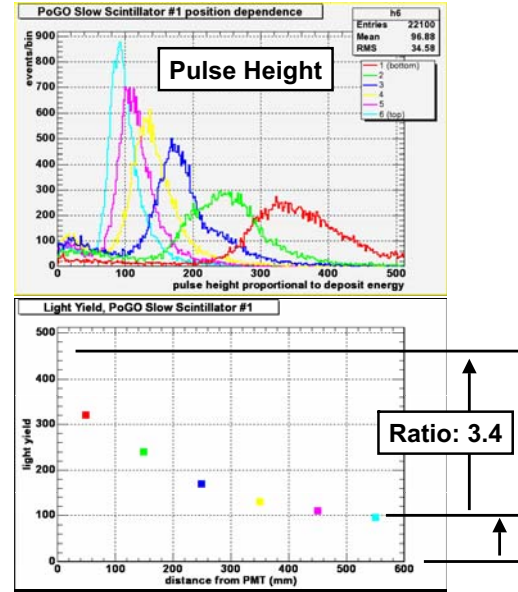 PoGO Slow Scintillator #1 position dependence
h6
Entries 22100
Mean 96.88
RMS 34.58
1 (bottom)
2
3
4
5
6 (top)
Pulse Height
events/bin
900
800
700
600
500
400
300
200
100
0
0 100 200 300 400 500
pulse height proportional to deposit energy
Light Yield, PoGO Slow Scintillator #1
light yield
500
400
300
200
100
0
0 100 200 300 400 500 600
distance from PMT (mm)
Ratio: 3.4